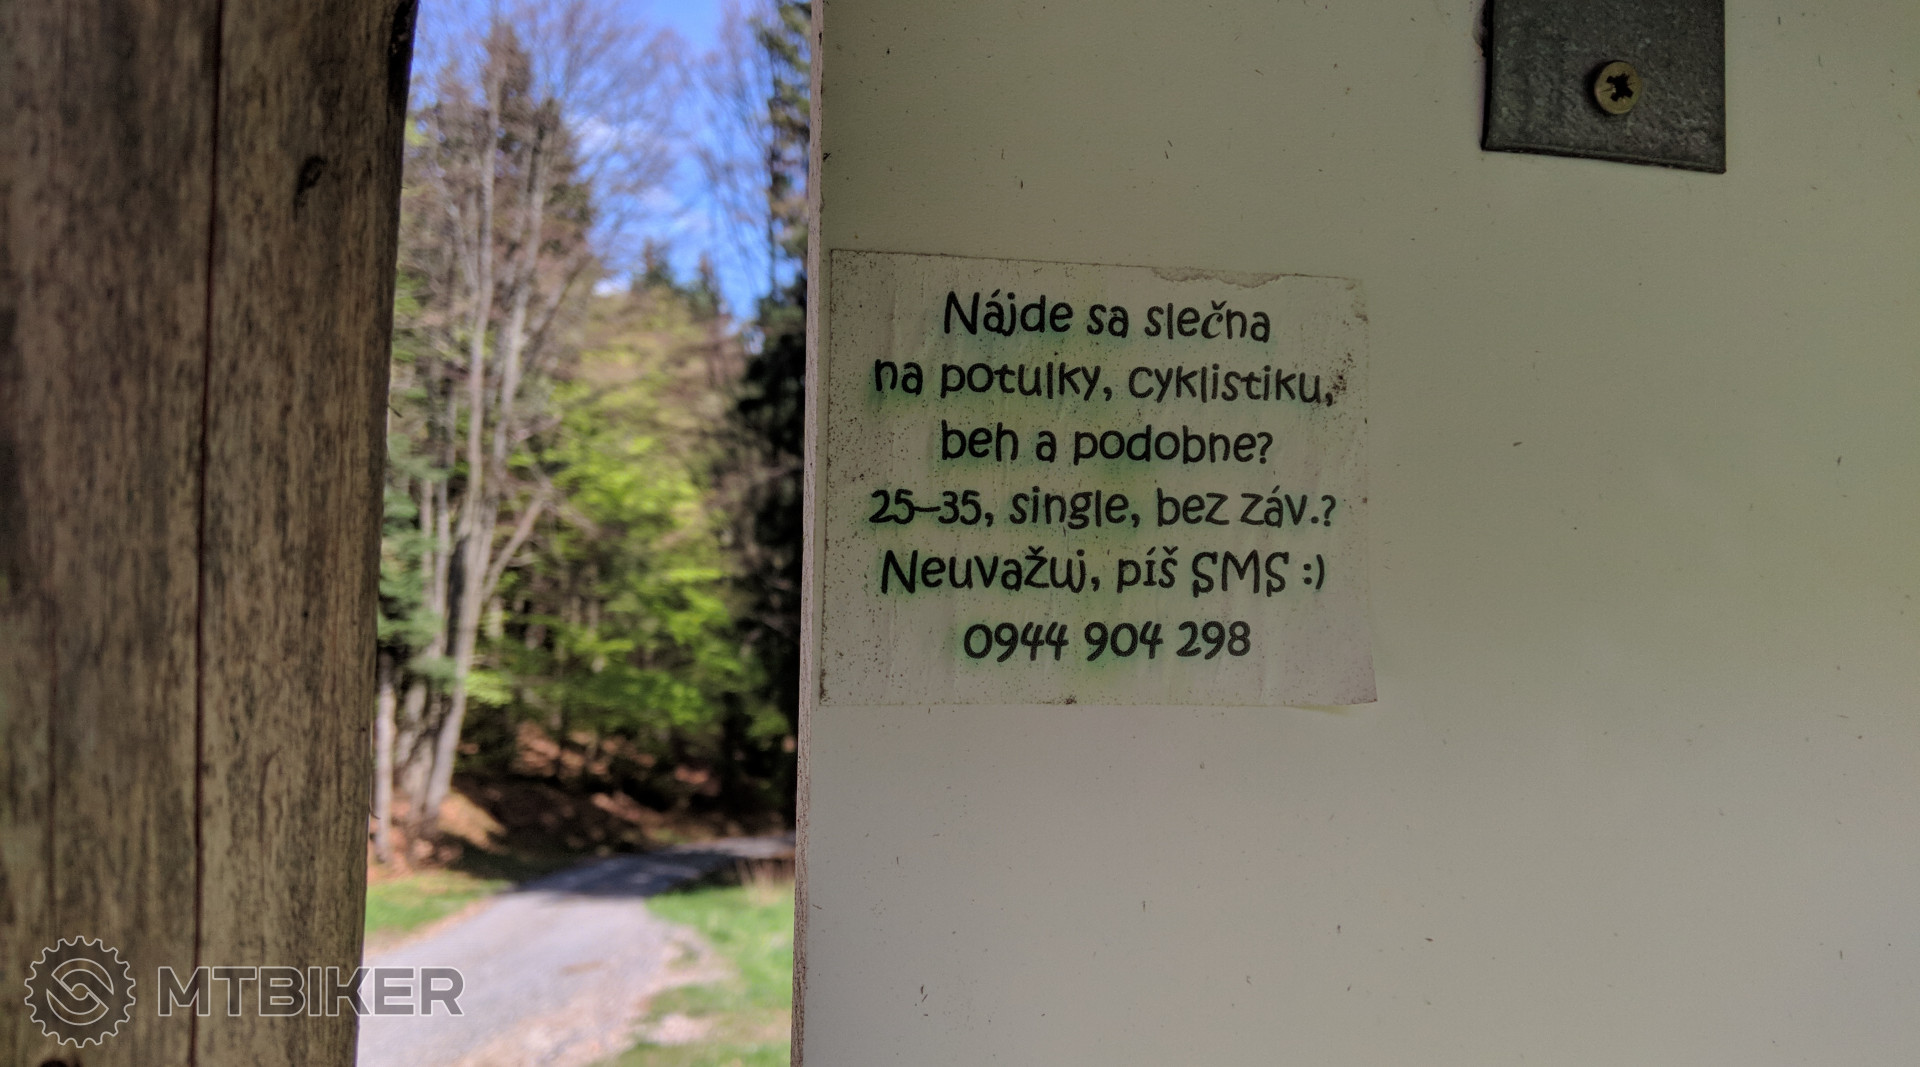 Nájde sa slečna
na potulky, cyklistiku,
beh a podobne?
25–35, single, bez záv.?
Neuvažuj, píš SMS :)
0944 904 298
MTBIKER